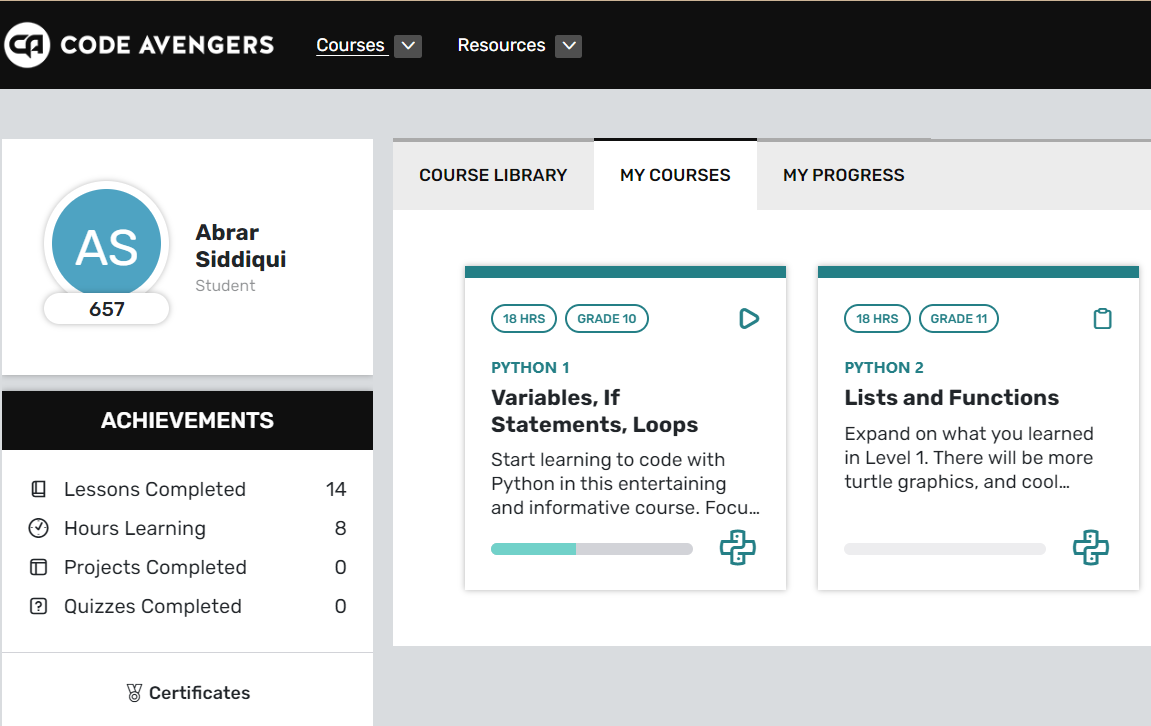 CA CODE AVENGERS
Courses
Resources
AS
657
Abrar
Siddiqui
Student
ACHIEVEMENTS
Lessons Completed 14
Hours Learning 8
Projects Completed 0
Quizzes Completed 0
Certificates
COURSE LIBRARY
MY COURSES
MY PROGRESS
18 HRS
GRADE 10
PYTHON 1
Variables, If
Statements, Loops
Start learning to code with
Python in this entertaining
and informative course. Focu...
18 HRS
GRADE 11
PYTHON 2
Lists and Functions
Expand on what you learned
in Level 1. There will be more
turtle graphics, and cool...